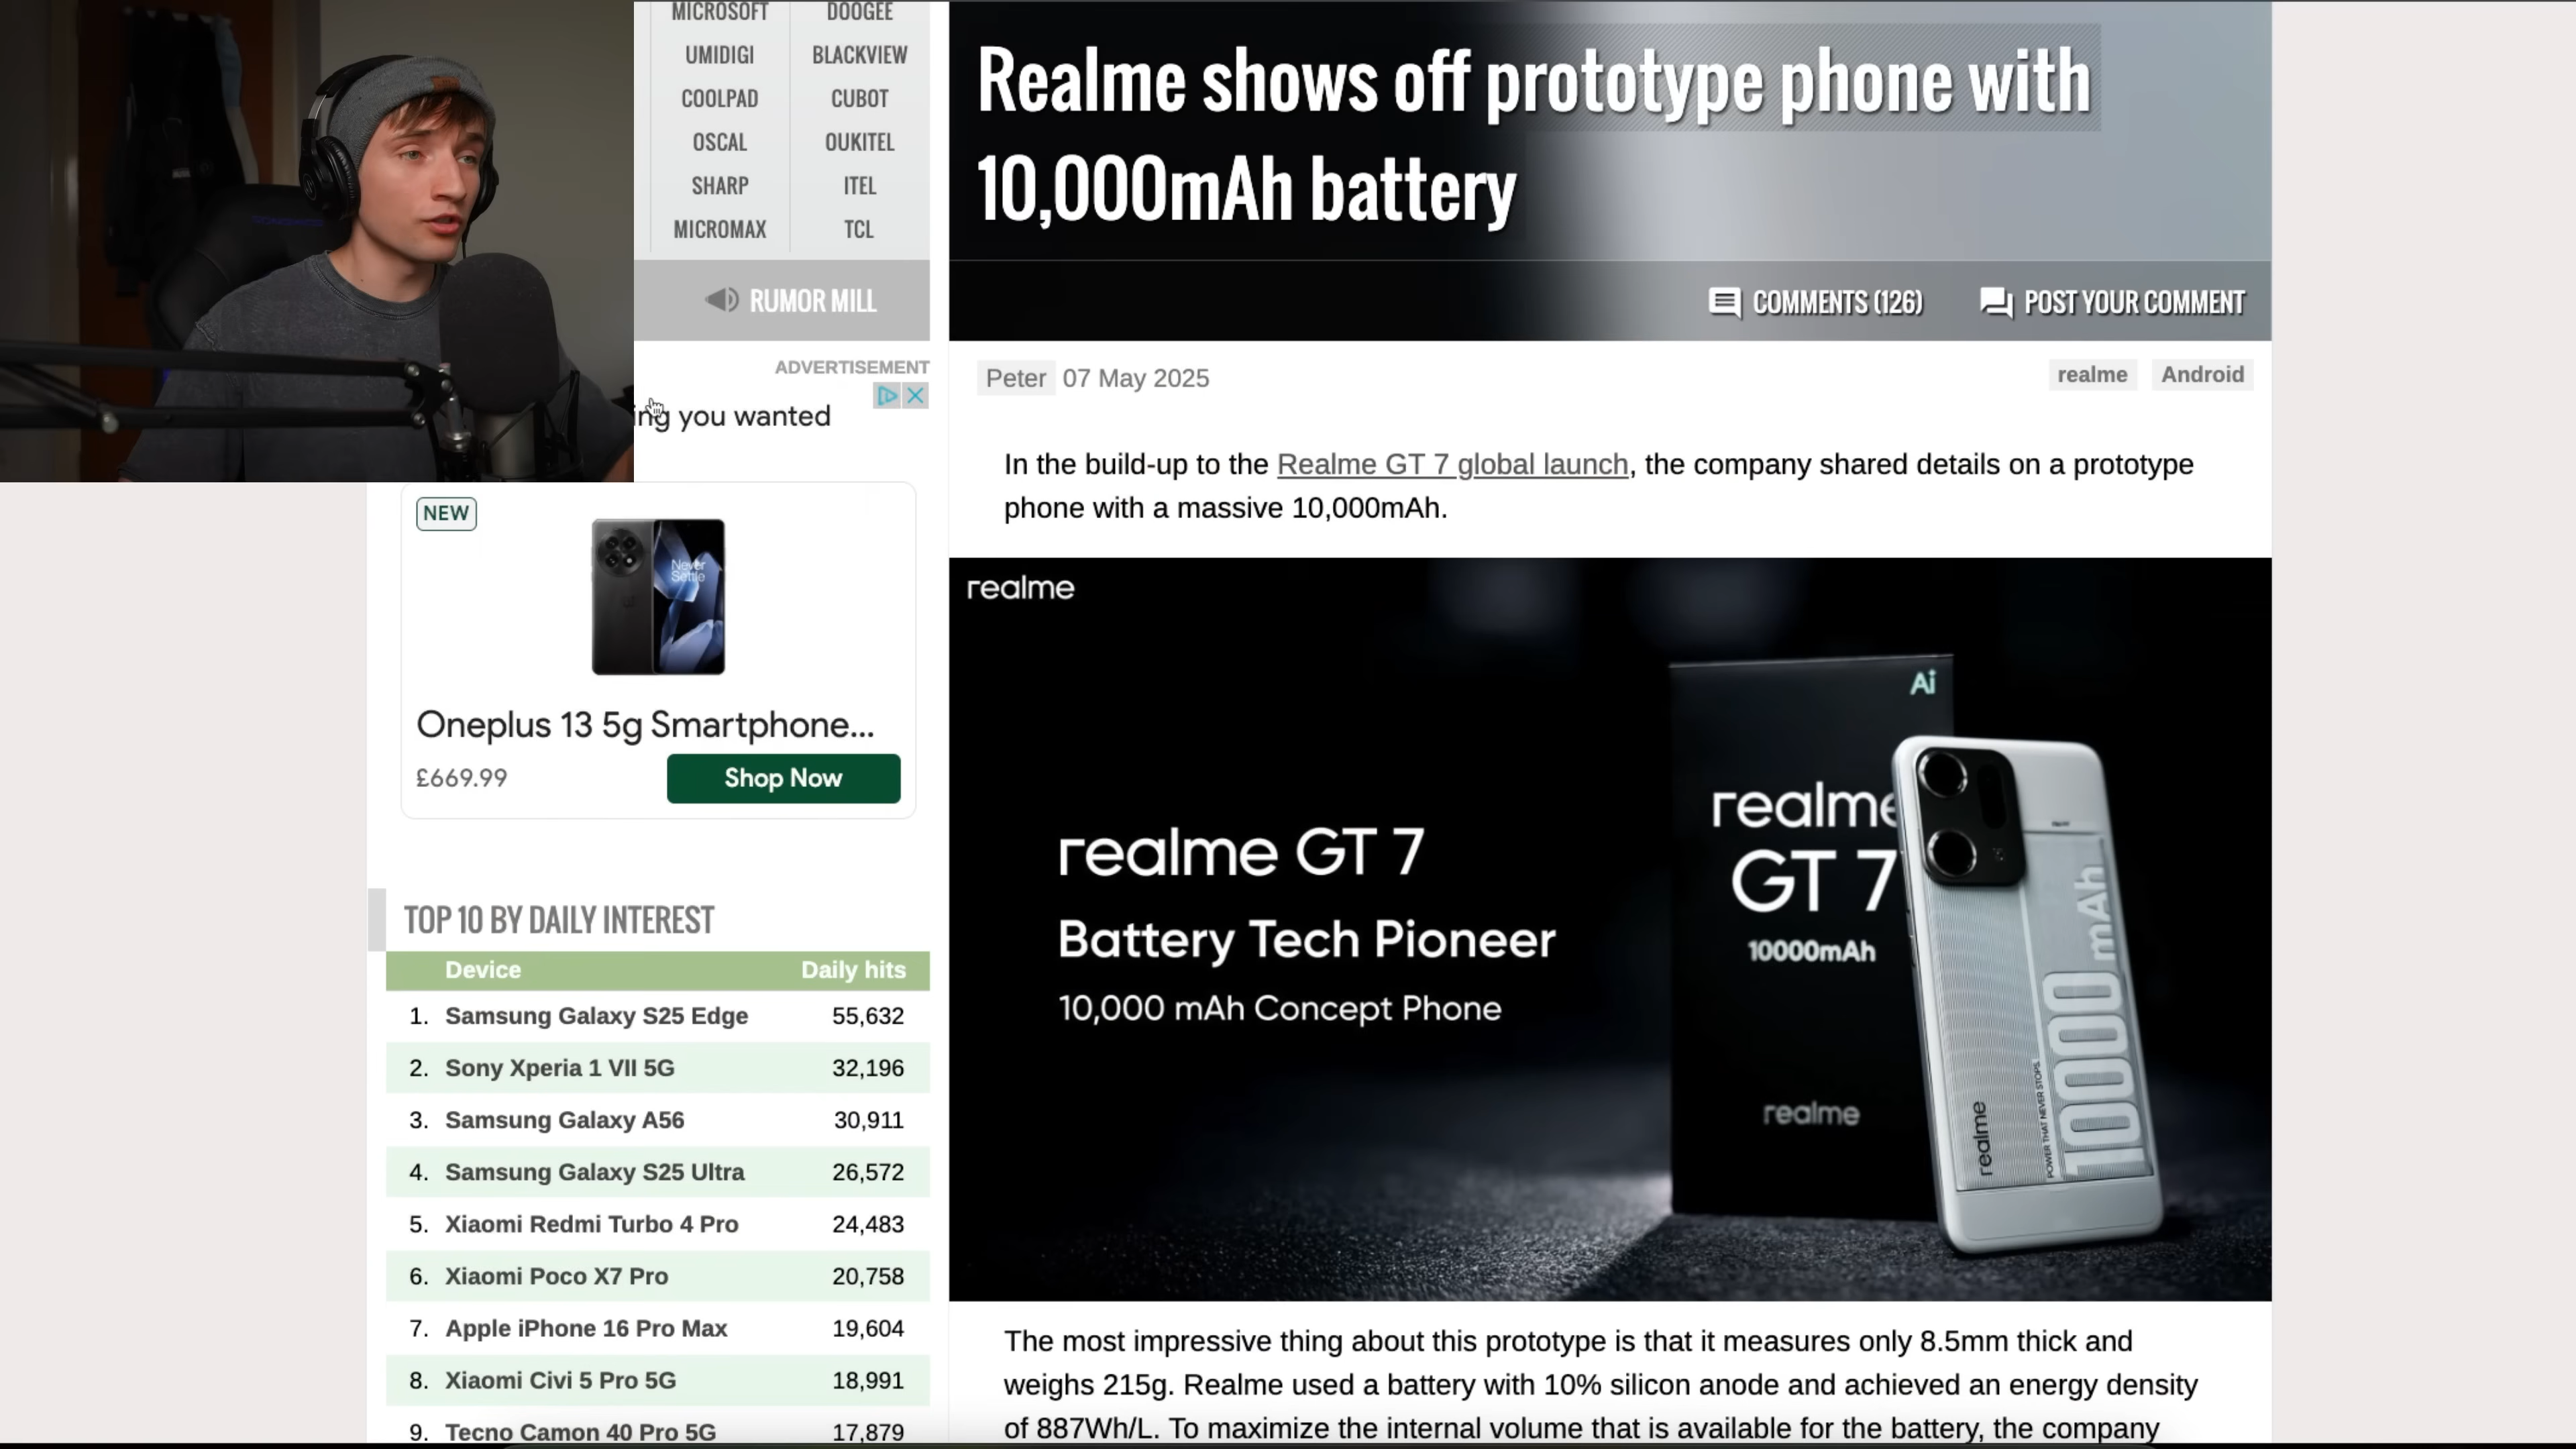 MICROSOFT DOOGEE
UMIDIGI BLACKVIEW
COOLPAD CUBOT
OSCAL OUKITEL
SHARP ITEL
MICROMAX TCL
RUMOR MILL
ADVERTISEMENT
ing you wanted
NEW
Never
Settle
Oneplus 13 5g Smartphone...
£669.99
Shop Now
TOP 10 BY DAILY INTEREST
Device Daily hits
1. Samsung Galaxy S25 Edge 55,632
2. Sony Xperia 1 VII 5G 32,196
3. Samsung Galaxy A56 30,911
4. Samsung Galaxy S25 Ultra 26,572
5. Xiaomi Redmi Turbo 4 Pro 24,483
6. Xiaomi Poco X7 Pro 20,758
7. Apple iPhone 16 Pro Max 19,604
8. Xiaomi Civi 5 Pro 5G 18,991
9. Tecno Camon 40 Pro 5G 17,879
Realme shows off prototype phone with
10,000mAh battery
COMMENTS (126) POST YOUR COMMENT
Peter 07 May 2025
realme Android
In the build-up to the Realme GT 7 global launch, the company shared details on a prototype
phone with a massive 10,000mAh.
realme
realme GT 7
Battery Tech Pioneer
10,000 mAh Concept Phone
Ai
realme
GT 7
10000mAh
realme
realme
POWER THAT NEVER STOPS
10000 mAh
The most impressive thing about this prototype is that it measures only 8.5mm thick and
weighs 215g. Realme used a battery with 10% silicon anode and achieved an energy density
of 887Wh/L. To maximize the internal volume that is available for the battery, the company